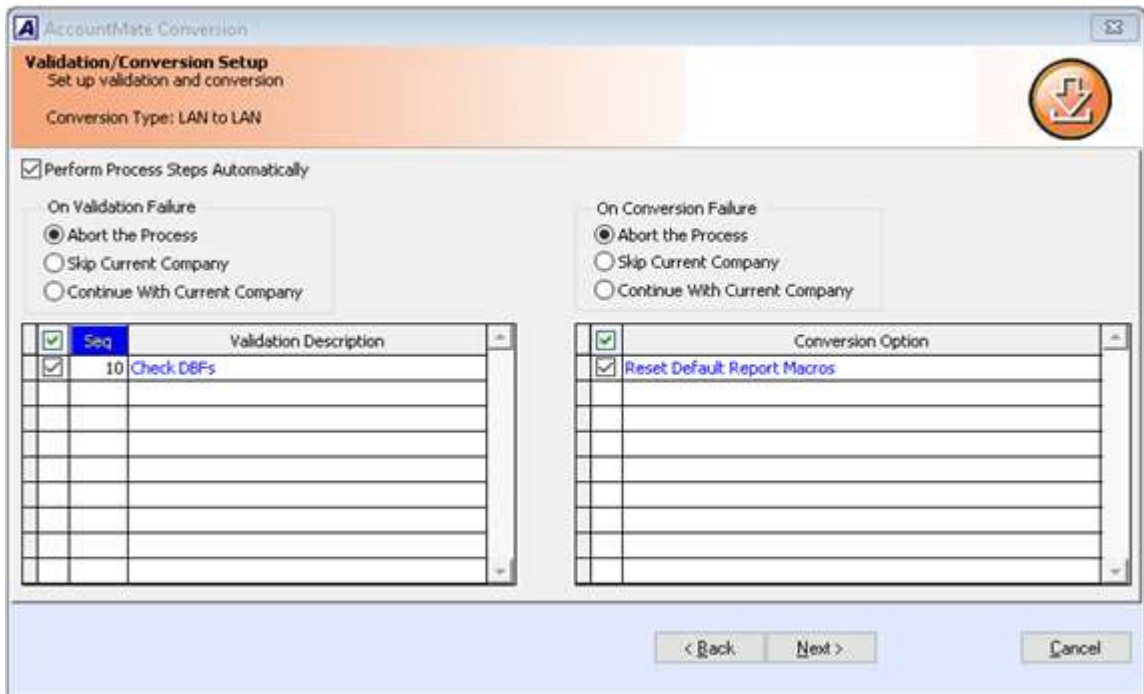 AccountMate Conversion
Validation/Conversion Setup
Set up validation and conversion
Conversion Type: LAN to LAN
Perform Process Steps Automatically
On Validation Failure
Abort the Process
Skip Current Company
Continue With Current Company
On Conversion Failure
Abort the Process
Skip Current Company
Continue With Current Company
Seq Validation Description
10 Check DBFs
Conversion Option
Reset Default Report Macros
< Back Next > Cancel